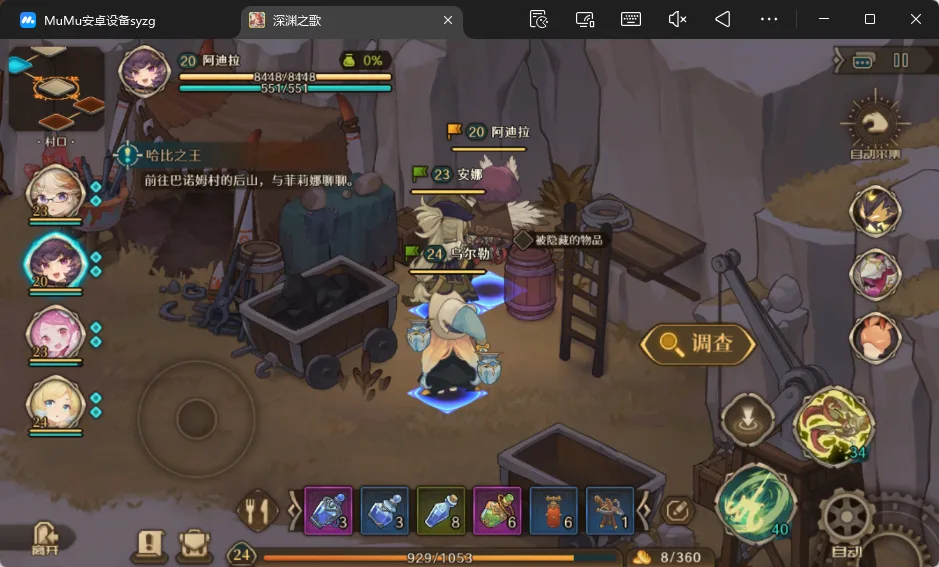 MuMu安卓设备syzg
深渊之歌
20 阿迪拉
0%
8448/8448
551/551
·村口·
哈比之王
前往巴诺姆村的后山，与菲莉娜聊聊。
自动采集
20 阿迪拉
23 安娜
24 乌尔勒
被隐藏的物品
23
20
23
24
调查
34
40
3
3
8
6
6
1
离开
24
929/1053
8/360
自动